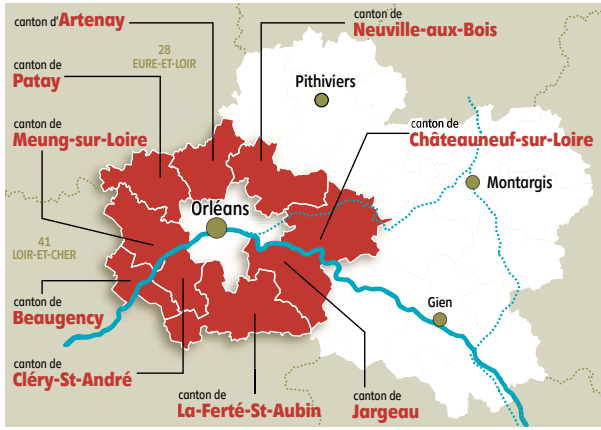 canton d'Artenay
canton de
Neuville-aux-Bois
28
EURE-ET-LOIR
canton de
Patay
Pithiviers
canton de
Meung-sur-Loire
canton de
Châteauneuf-sur-Loire
Montargis
Orléans
41
LOIR-ET-CHER
canton de
Beaugency
Gien
canton de
Cléry-St-André
canton de
La-Ferté-St-Aubin
canton de
Jargeau